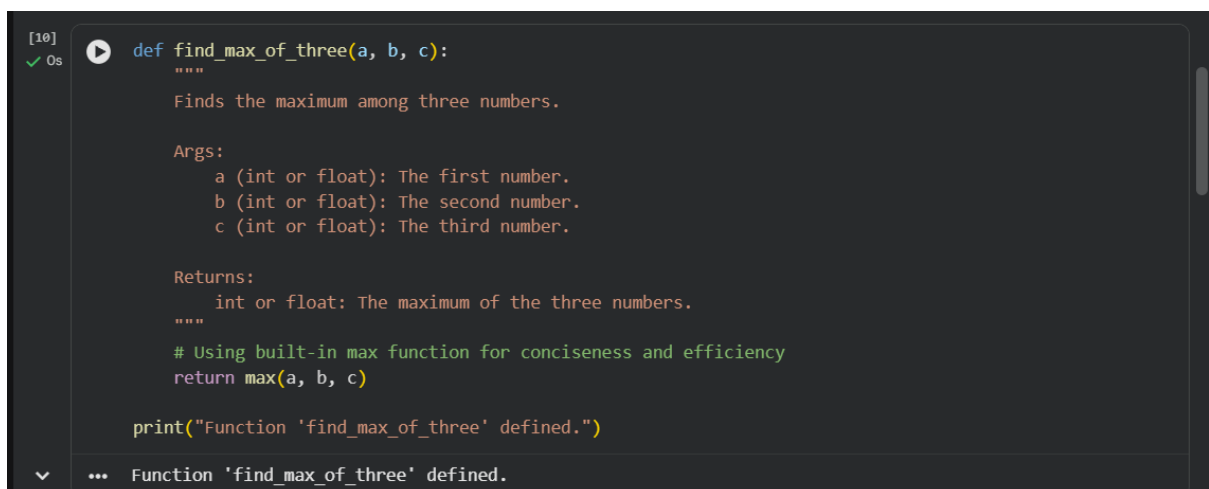 [10]
0s
def find_max_of_three(a, b, c):
"""
Finds the maximum among three numbers.
Args:
a (int or float): The first number.
b (int or float): The second number.
c (int or float): The third number.
Returns:
int or float: The maximum of the three numbers.
"""
# Using built-in max function for conciseness and efficiency
return max(a, b, c)
print("Function 'find_max_of_three' defined.")
Function 'find_max_of_three' defined.